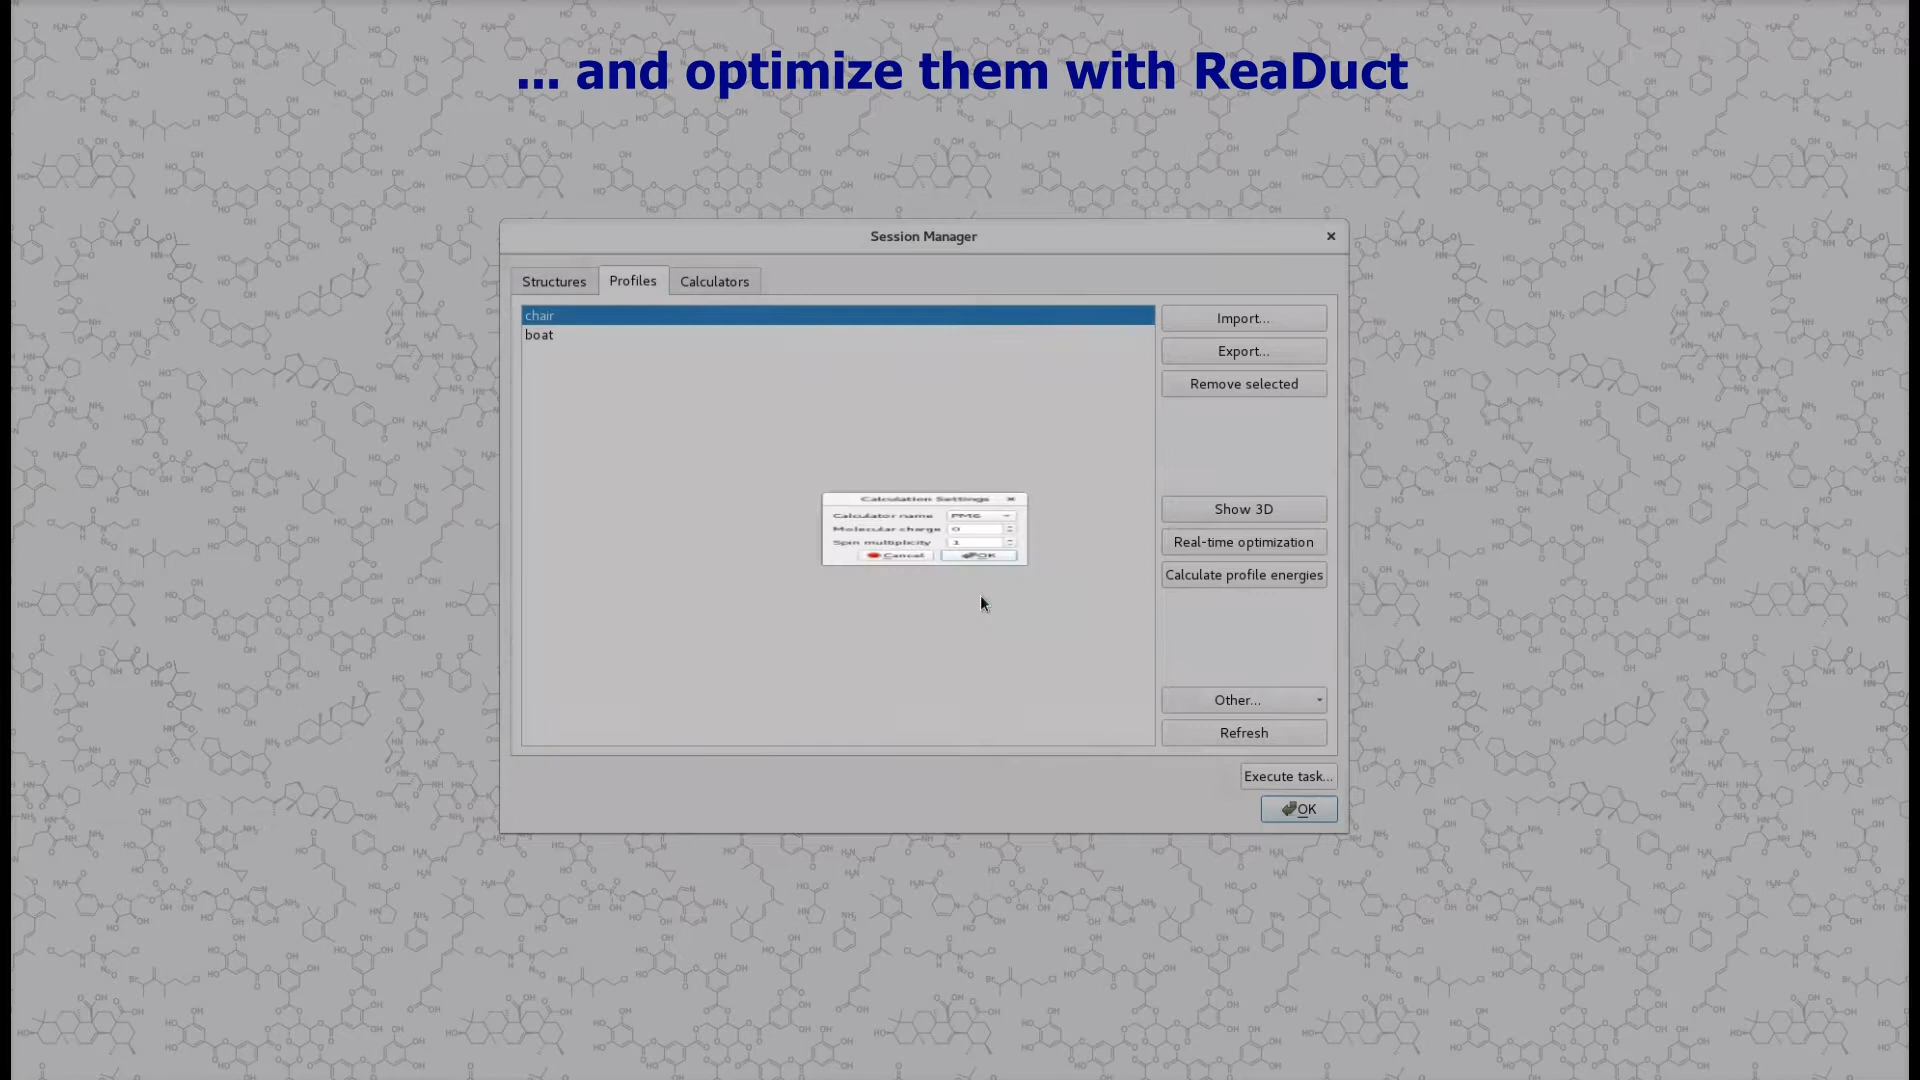 ... and optimize them with ReaDuct
Session Manager
Structures
Profiles
Calculators
chair
boat
Import...
Export...
Remove selected
Show 3D
Real-time optimization
Calculate profile energies
Other...
Refresh
Execute task...
OK
Calculation Settings
Calculator name PM6
Molecular charge 0
Spin multiplicity 1
Cancel OK